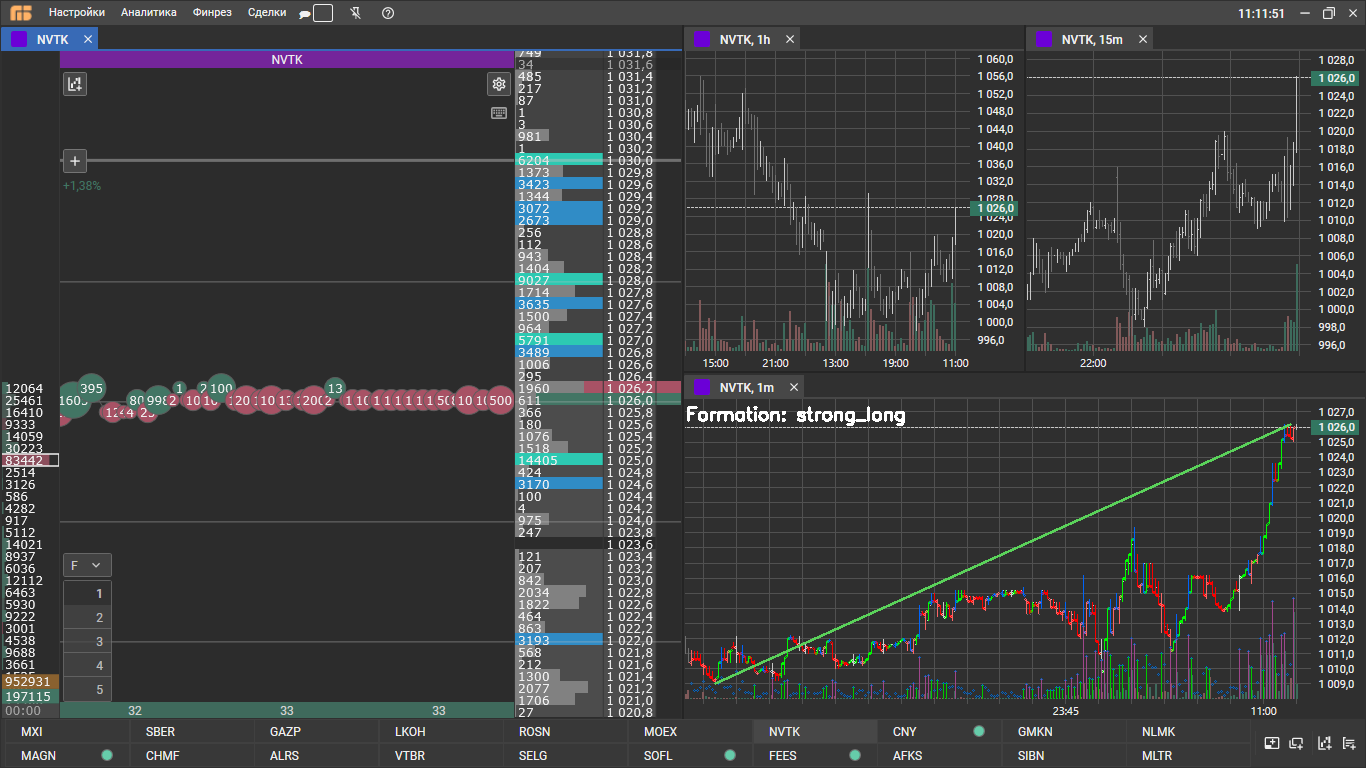 Настройки Аналитика Финрез Сделки 11:11:51
NVTK NVTK, 1h NVTK, 15m
NVTK
+1,38%
749 1 031,8
34 1 031,6
485 1 031,4
217 1 031,2
87 1 031,0
1 1 030,8
3 1 030,6
981 1 030,4
1 1 030,2
6204 1 030,0
1373 1 029,8
3423 1 029,6
1344 1 029,4
3072 1 029,2
2673 1 029,0
256 1 028,8
112 1 028,6
943 1 028,4
1404 1 028,2
9027 1 028,0
1714 1 027,8
3635 1 027,6
1500 1 027,4
964 1 027,2
5791 1 027,0
3489 1 026,8
1006 1 026,6
295 1 026,4
1960 1 026,2
611 1 026,0
366 1 025,8
180 1 025,6
1076 1 025,4
1518 1 025,2
14405 1 025,0
424 1 024,8
3170 1 024,6
100 1 024,4
4 1 024,2
975 1 024,0
247 1 023,8
1 023,6
121 1 023,4
207 1 023,2
842 1 023,0
2034 1 022,8
1822 1 022,6
464 1 022,4
863 1 022,2
3193 1 022,0
568 1 021,8
212 1 021,6
1300 1 021,4
2077 1 021,2
1706 1 021,0
27 1 020,8
12064
25461
16410
9333
14059
30223
83442
2514
3126
586
4282
917
5112
14021
8937
6036
12112
6463
5930
9222
3001
4538
9688
3661
952931
197115
00:00 32 33 33
395
1605
100
13
500
F
1
2
3
4
5
1 060,0
1 056,0
1 052,0
1 048,0
1 044,0
1 040,0
1 036,0
1 032,0
1 028,0
1 026,0
1 024,0
1 020,0
1 016,0
1 012,0
1 008,0
1 004,0
1 000,0
996,0
15:00 21:00 13:00 19:00 11:00
1 028,0
1 026,0
1 024,0
1 022,0
1 020,0
1 018,0
1 016,0
1 014,0
1 012,0
1 010,0
1 008,0
1 006,0
1 004,0
1 002,0
1 000,0
998,0
996,0
22:00
NVTK, 1m
Formation: strong_long
1 027,0
1 026,0
1 025,0
1 024,0
1 023,0
1 022,0
1 021,0
1 020,0
1 019,0
1 018,0
1 017,0
1 016,0
1 015,0
1 014,0
1 013,0
1 012,0
1 011,0
1 010,0
1 009,0
23:45 11:00
MXI SBER GAZP LKOH ROSN MOEX NVTK CNY GMKN NLMK
MAGN CHMF ALRS VTBR SELG SOFL FEES AFKS SIBN MLTR